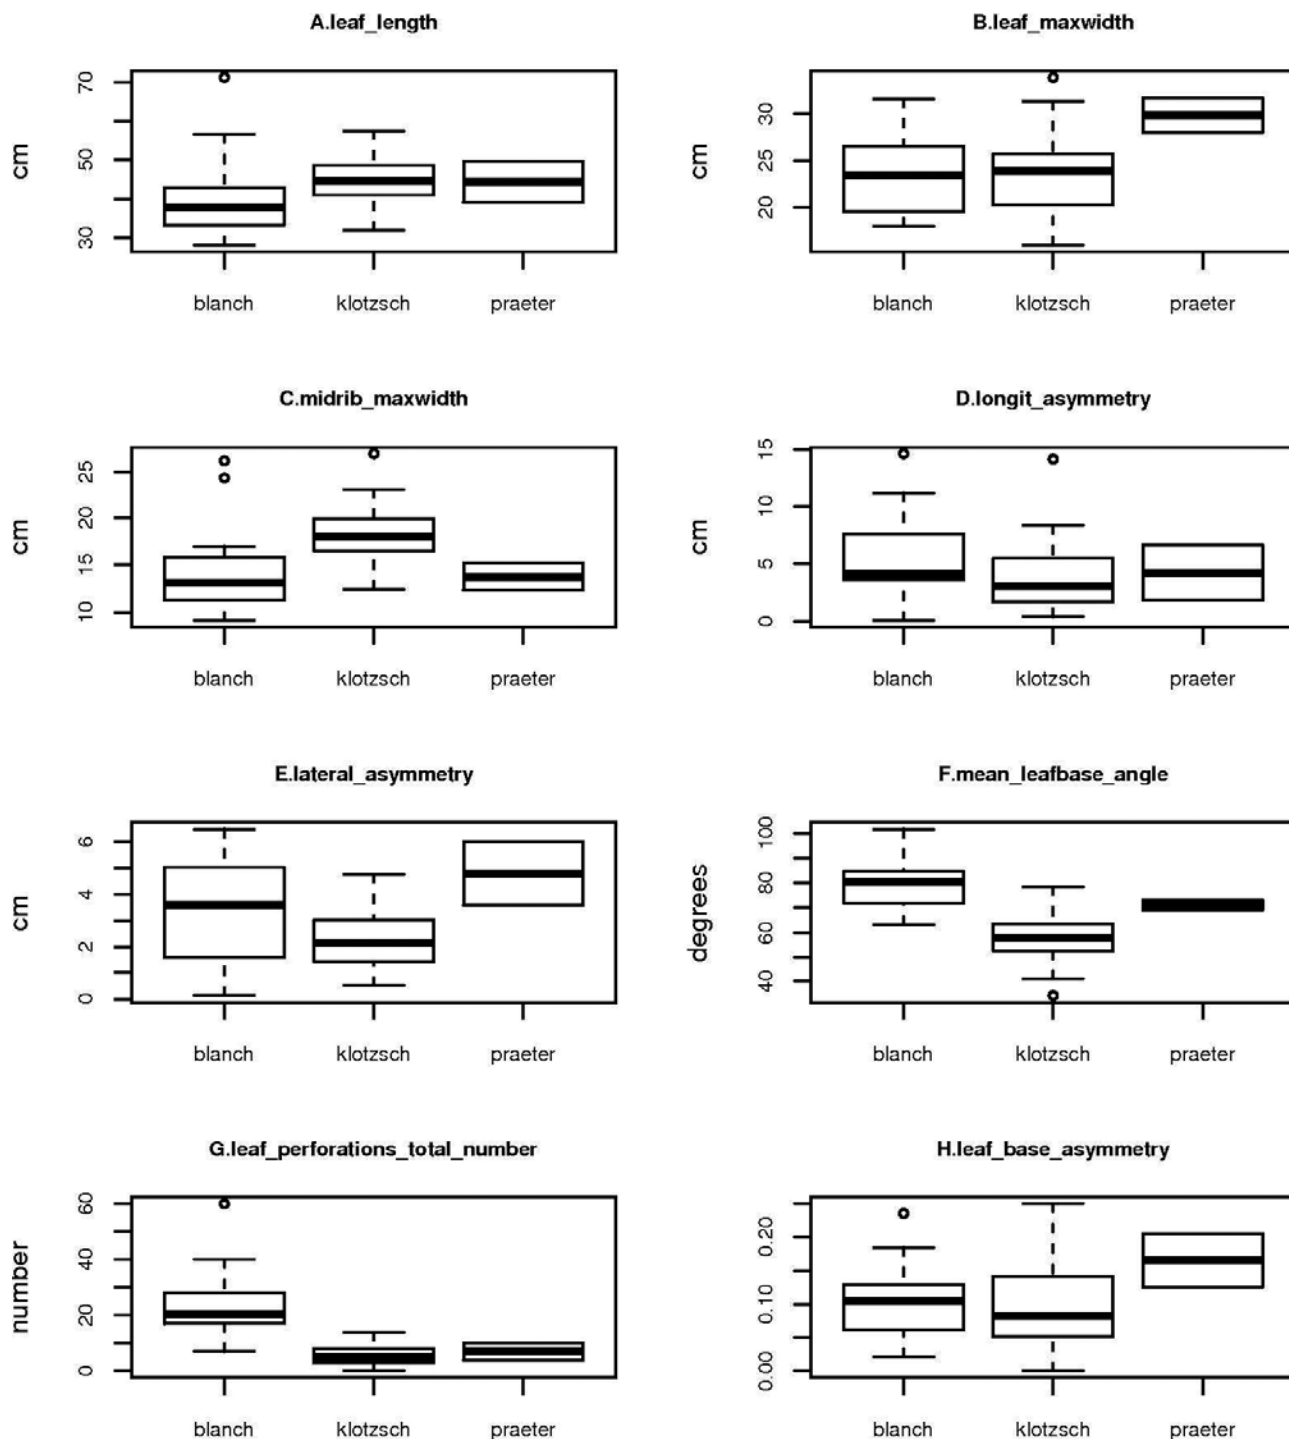 A.leaf_length
cm
70
50
30
blanch klotzsch praeter
B.leaf_maxwidth
cm
30
25
20
blanch klotzsch praeter
C.midrib_maxwidth
cm
25
20
15
10
blanch klotzsch praeter
D.longit_asymmetry
cm
15
10
5
0
blanch klotzsch praeter
E.lateral_asymmetry
cm
6
4
2
0
blanch klotzsch praeter
F.mean_leafbase_angle
degrees
100
80
60
40
blanch klotzsch praeter
G.leaf_perforations_total_number
number
60
40
20
0
blanch klotzsch praeter
H.leaf_base_asymmetry
0.20
0.10
0.00
blanch klotzsch praeter